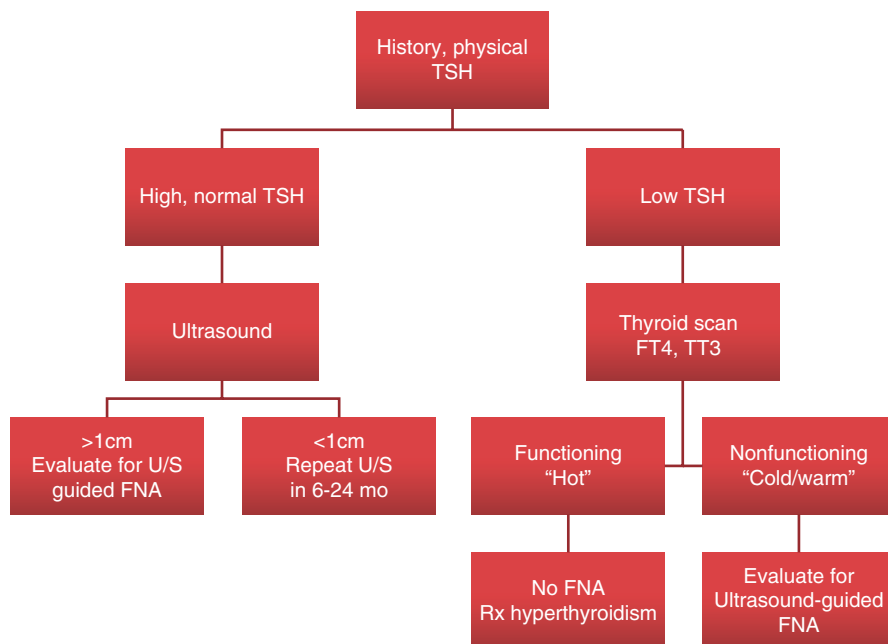 History, physical
TSH
High, normal TSH
Low TSH
Ultrasound
Thyroid scan
FT4, TT3
>1cm
Evaluate for U/S
guided FNA
<1cm
Repeat U/S
in 6-24 mo
Functioning
“Hot”
Nonfunctioning
“Cold/warm”
No FNA
Rx hyperthyroidism
Evaluate for
Ultrasound-guided
FNA